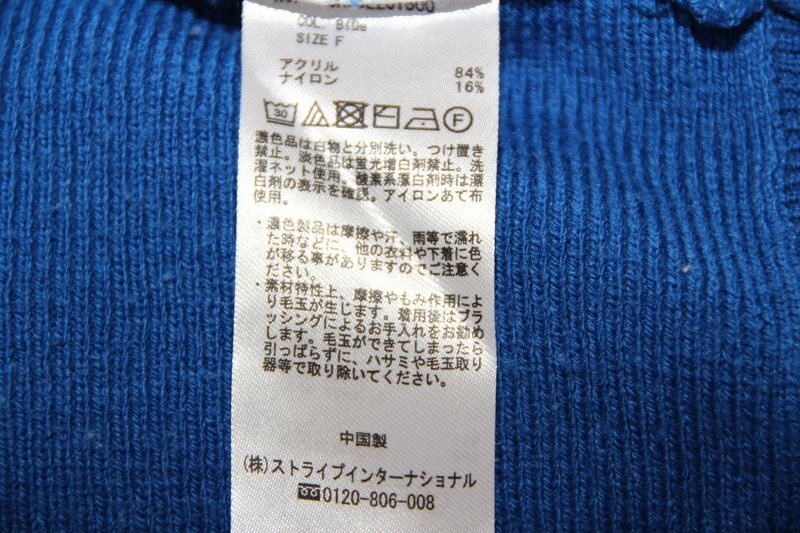 COL. Blue
SIZE F
アクリル 84%
ナイロン 16%
30
F
濃色品は白物と分別洗い。つけ置き
禁止。淡色品は蛍光増白剤禁止。洗
濯ネット使用。酸素系漂白剤時は漂
白剤の表示を確認。アイロンあて布
使用。
・濃色製品は摩擦や汗、雨等で濡れ
た時などに、他の衣料や下着に色
が移る事がありますのでご注意く
ださい。
・素材特性上、摩擦やもみ作用によ
り毛玉が生じます。着用後はブラ
ッシングによるお手入れをお勧め
します。毛玉ができてしまったら
引っぱらずに、ハサミや毛玉取り
器等で取り除いてください。
中国製
(株)ストライプインターナショナル
0120-806-008